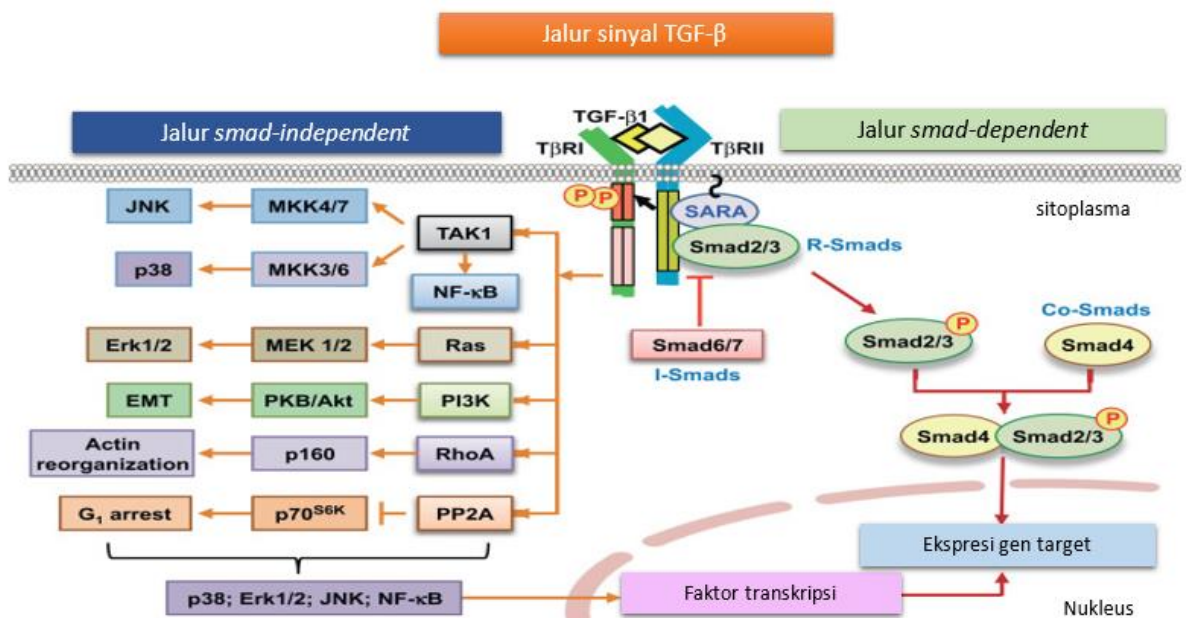 Jalur sinyal TGF-β
Jalur smad-independent
Jalur smad-dependent
TGF-β1
TβRI
TβRII
P
P
SARA
Smad2/3
R-Smads
sitoplasma
JNK
MKK4/7
TAK1
p38
MKK3/6
NF-κB
Smad6/7
I-Smads
Smad2/3
P
Co-Smads
Smad4
Erk1/2
MEK 1/2
Ras
EMT
PKB/Akt
PI3K
Actin
reorganization
p160
RhoA
Smad4
Smad2/3
P
G₁ arrest
p70ˢ⁶ᴷ
PP2A
p38; Erk1/2; JNK; NF-κB
Faktor transkripsi
Ekspresi gen target
Nukleus